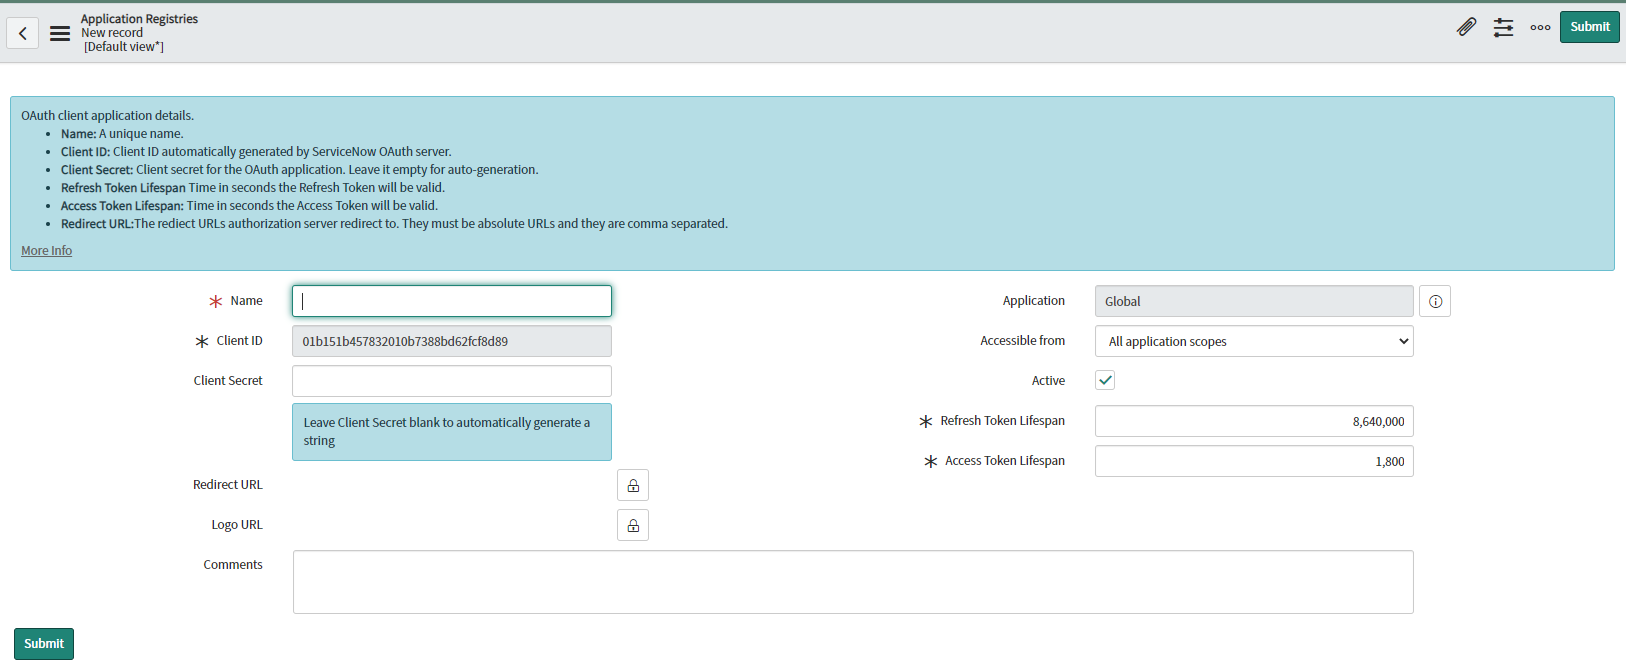 Application Registries
New record
[Default view*]
Submit
OAuth client application details.
Name: A unique name.
Client ID: Client ID automatically generated by ServiceNow OAuth server.
Client Secret: Client secret for the OAuth application. Leave it empty for auto-generation.
Refresh Token Lifespan Time in seconds the Refresh Token will be valid.
Access Token Lifespan: Time in seconds the Access Token will be valid.
Redirect URL:The rediect URLs authorization server redirect to. They must be absolute URLs and they are comma separated.
More Info
Name
Application
Global
Client ID
01b151b457832010b7388bd62fcf8d89
Accessible from
All application scopes
Client Secret
Active
Leave Client Secret blank to automatically generate a
string
Refresh Token Lifespan
8,640,000
Access Token Lifespan
1,800
Redirect URL
Logo URL
Comments
Submit